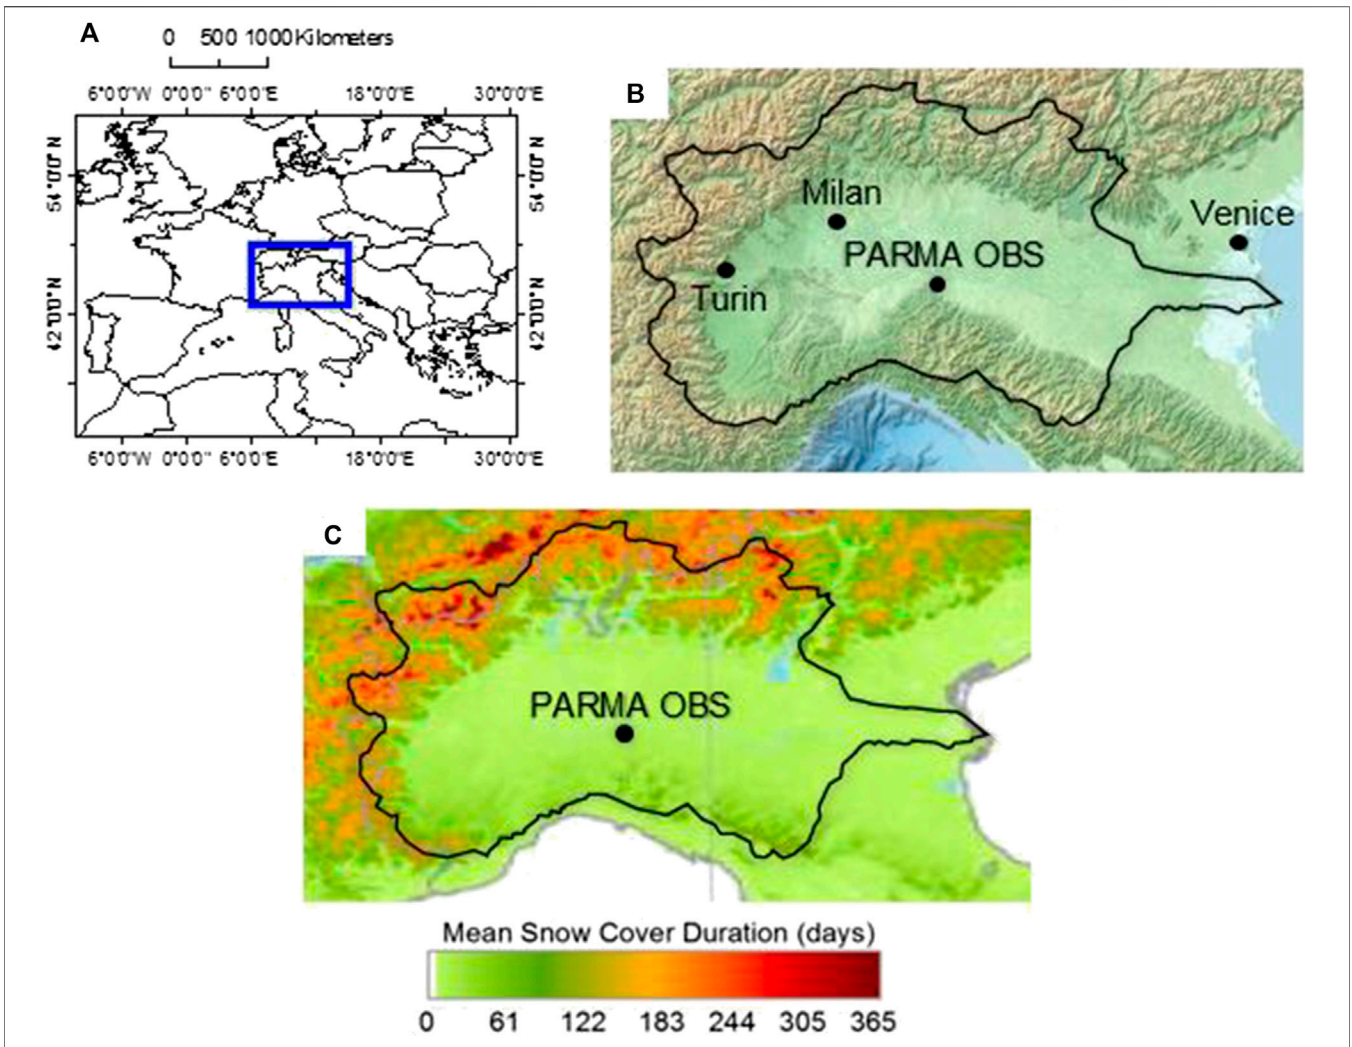 A
0 500 1000Kilometers
6°0'0"W 0°0'0" 6°0'0"E 18°0'0"E 30°0'0"E
54°0'0"N 54°0'0"N
42°0'0"N 42°0'0"N
6°0'0"W 0°0'0" 6°0'0"E 18°0'0"E 30°0'0"E
B
Milan
Venice
PARMA OBS
Turin
C
PARMA OBS
Mean Snow Cover Duration (days)
0 61 122 183 244 305 365